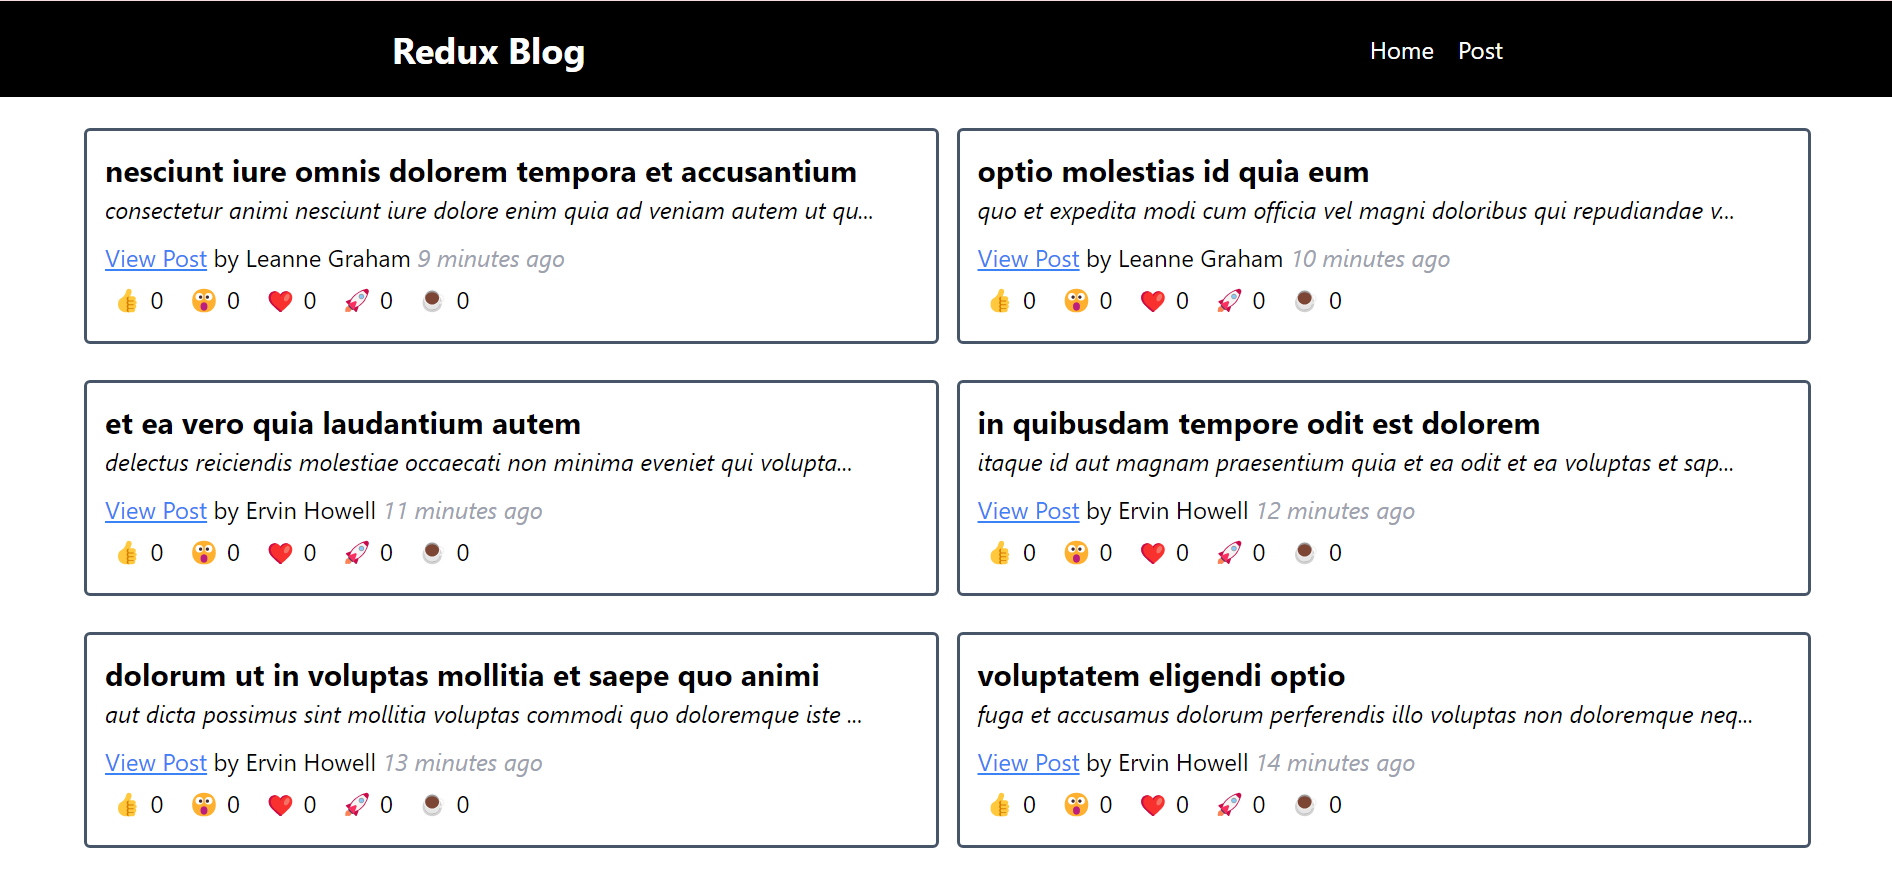 Redux Blog
Home Post
nesciunt iure omnis dolorem tempora et accusantium
consectetur animi nesciunt iure dolore enim quia ad veniam autem ut qu...
View Post by Leanne Graham 9 minutes ago
👍 0 😲 0 ❤️ 0 🚀 0 ☕ 0
optio molestias id quia eum
quo et expedita modi cum officia vel magni doloribus qui repudiandae v...
View Post by Leanne Graham 10 minutes ago
👍 0 😲 0 ❤️ 0 🚀 0 ☕ 0
et ea vero quia laudantium autem
delectus reiciendis molestiae occaecati non minima eveniet qui volupta...
View Post by Ervin Howell 11 minutes ago
👍 0 😲 0 ❤️ 0 🚀 0 ☕ 0
in quibusdam tempore odit est dolorem
itaque id aut magnam praesentium quia et ea odit et ea voluptas et sap...
View Post by Ervin Howell 12 minutes ago
👍 0 😲 0 ❤️ 0 🚀 0 ☕ 0
dolorum ut in voluptas mollitia et saepe quo animi
aut dicta possimus sint mollitia voluptas commodi quo doloremque iste ...
View Post by Ervin Howell 13 minutes ago
👍 0 😲 0 ❤️ 0 🚀 0 ☕ 0
voluptatem eligendi optio
fuga et accusamus dolorum perferendis illo voluptas non doloremque neq...
View Post by Ervin Howell 14 minutes ago
👍 0 😲 0 ❤️ 0 🚀 0 ☕ 0